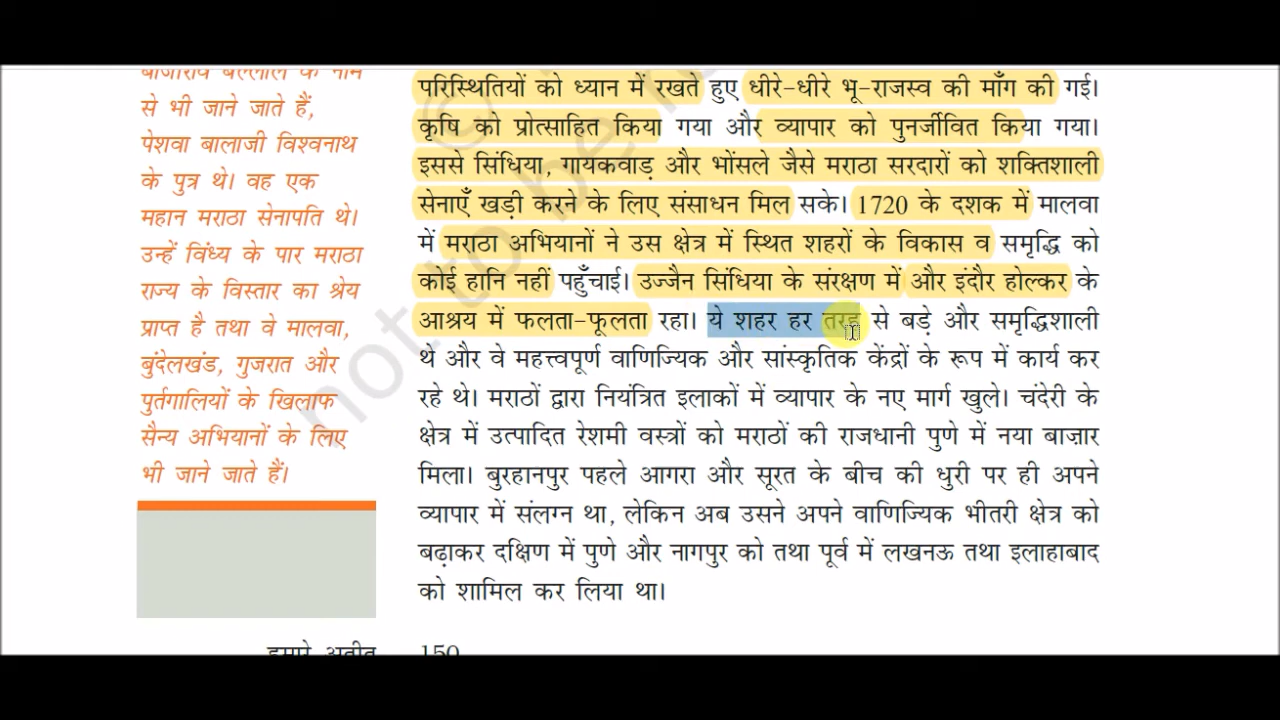 बाजीराव बल्लाल के नाम
से भी जाने जाते हैं,
पेशवा बालाजी विश्वनाथ
के पुत्र थे। वह एक
महान मराठा सेनापति थे।
उन्हें विंध्य के पार मराठा
राज्य के विस्तार का श्रेय
प्राप्त है तथा वे मालवा,
बुंदेलखंड, गुजरात और
पुर्तगालियों के खिलाफ
सैन्य अभियानों के लिए
भी जाने जाते हैं।
परिस्थितियों को ध्यान में रखते हुए धीरे-धीरे भू-राजस्व की माँग की गई।
कृषि को प्रोत्साहित किया गया और व्यापार को पुनर्जीवित किया गया।
इससे सिंधिया, गायकवाड़ और भोंसले जैसे मराठा सरदारों को शक्तिशाली
सेनाएँ खड़ी करने के लिए संसाधन मिल सके। 1720 के दशक में मालवा
में मराठा अभियानों ने उस क्षेत्र में स्थित शहरों के विकास व समृद्धि को
कोई हानि नहीं पहुँचाई। उज्जैन सिंधिया के संरक्षण में और इंदौर होल्कर के
आश्रय में फलता-फूलता रहा। ये शहर हर तरह से बड़े और समृद्धिशाली
थे और वे महत्त्वपूर्ण वाणिज्यिक और सांस्कृतिक केंद्रों के रूप में कार्य कर
रहे थे। मराठों द्वारा नियंत्रित इलाकों में व्यापार के नए मार्ग खुले। चंदेरी के
क्षेत्र में उत्पादित रेशमी वस्त्रों को मराठों की राजधानी पुणे में नया बाज़ार
मिला। बुरहानपुर पहले आगरा और सूरत के बीच की धुरी पर ही अपने
व्यापार में संलग्न था, लेकिन अब उसने अपने वाणिज्यिक भीतरी क्षेत्र को
बढ़ाकर दक्षिण में पुणे और नागपुर को तथा पूर्व में लखनऊ तथा इलाहाबाद
को शामिल कर लिया था।
हमारे अतीत 150
not to be